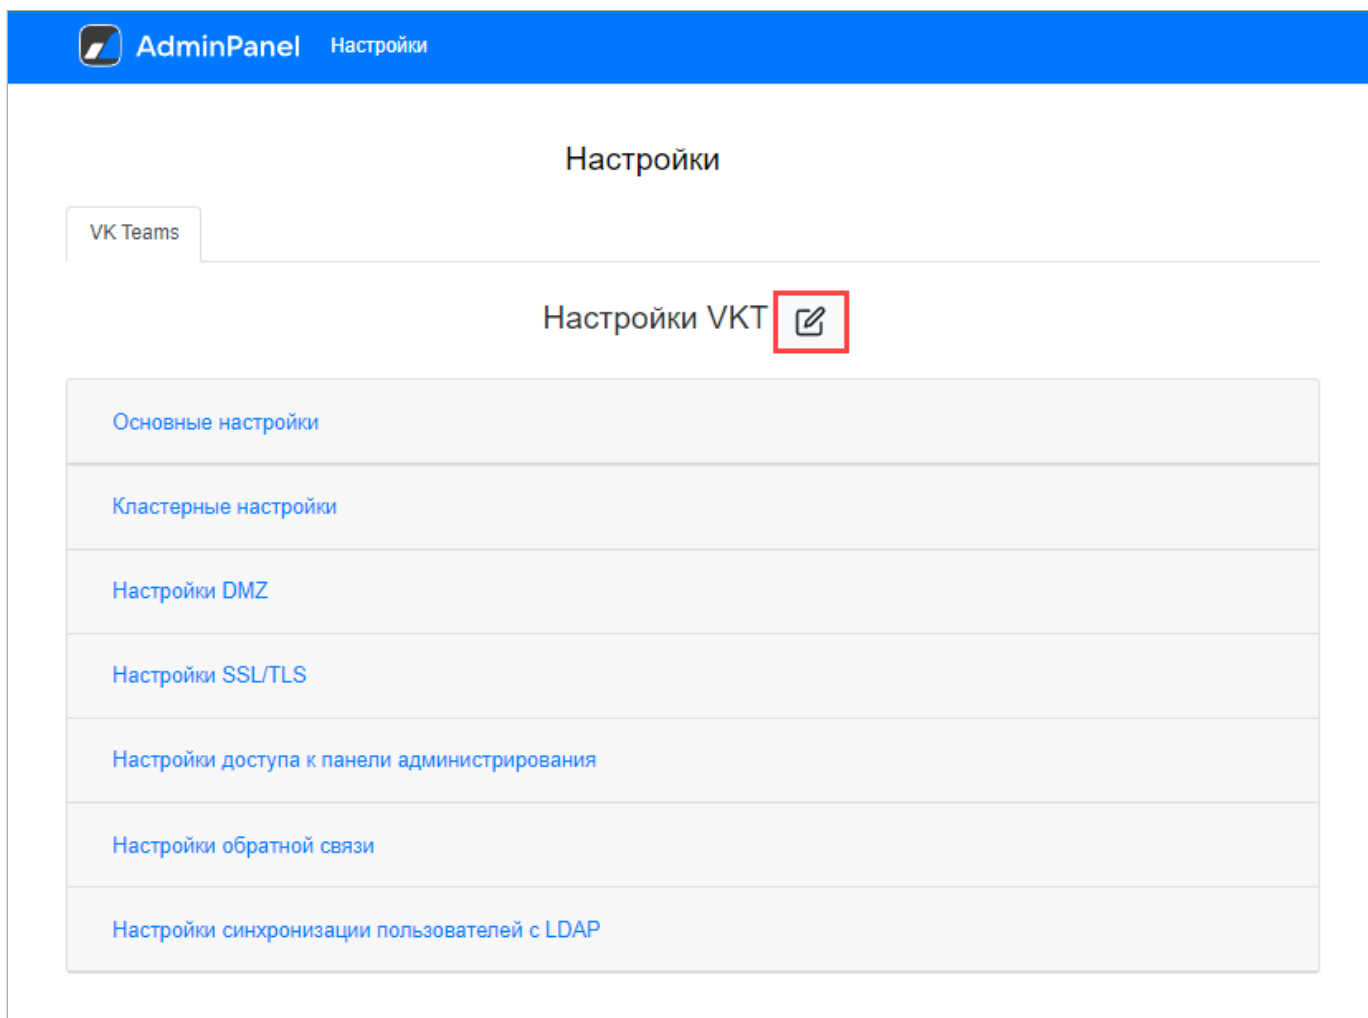 AdminPanel Настройки
Настройки
VK Teams
Настройки VKT
Основные настройки
Кластерные настройки
Настройки DMZ
Настройки SSL/TLS
Настройки доступа к панели администрирования
Настройки обратной связи
Настройки синхронизации пользователей с LDAP